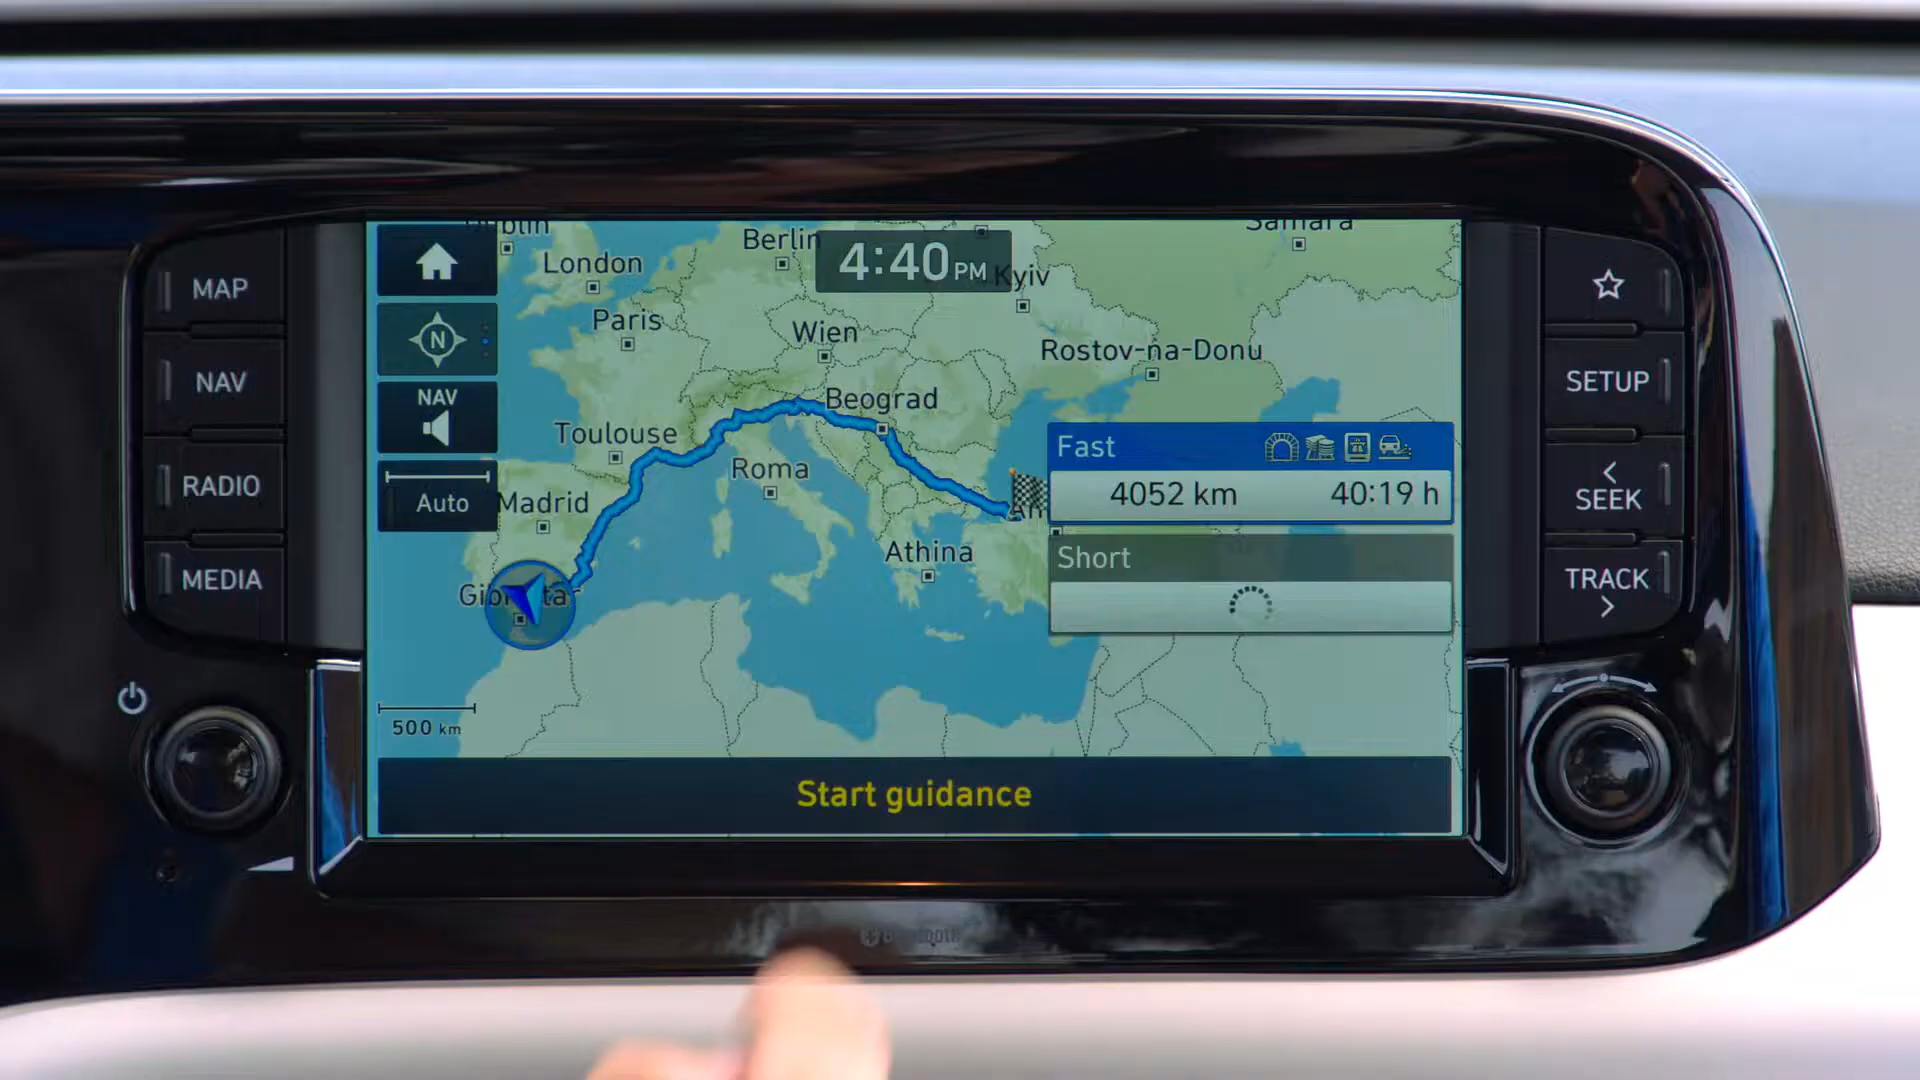 MAP
NAV
RADIO
MEDIA
NAV
Auto
500 km
London
Berlin
4:40 PM
Kyiv
Samara
Paris
Wien
Rostov-na-Donu
Beograd
Toulouse
Roma
Madrid
Athina
Fast
4052 km 40:19 h
Short
Start guidance
SETUP
SEEK
TRACK
N